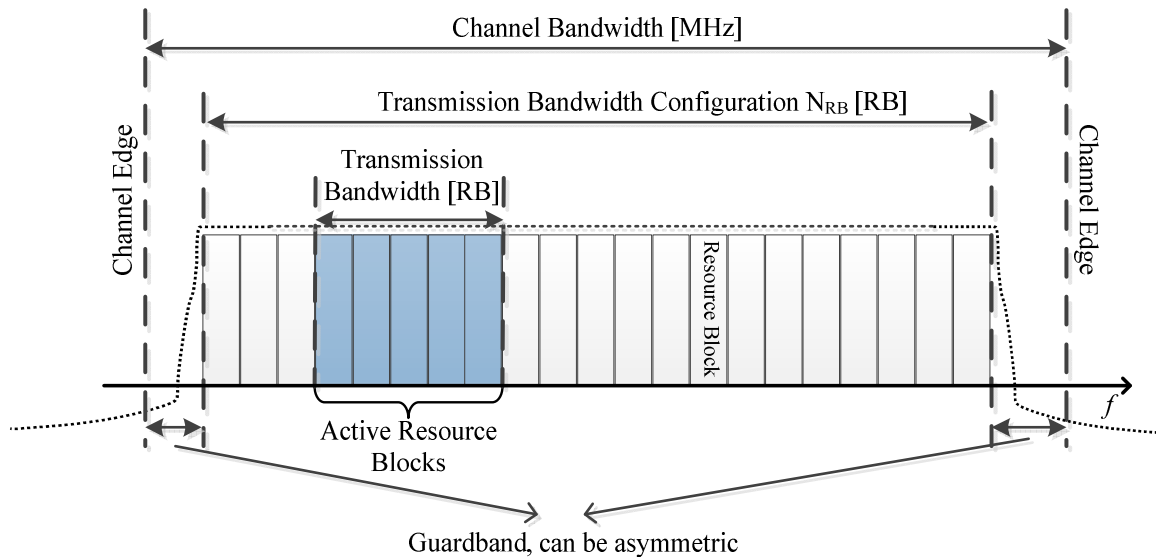 Channel Bandwidth [MHz]
Transmission Bandwidth Configuration N_RB [RB]
Transmission
Bandwidth [RB]
Channel Edge
Channel Edge
Resource Block
f
Active Resource
Blocks
Guardband, can be asymmetric